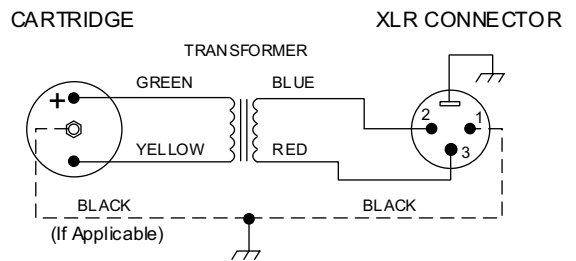 CARTRIDGE
XLR CONNECTOR
TRANSFORMER
GREEN
BLUE
+
2
1
YELLOW
RED
3
BLACK
BLACK
(If Applicable)